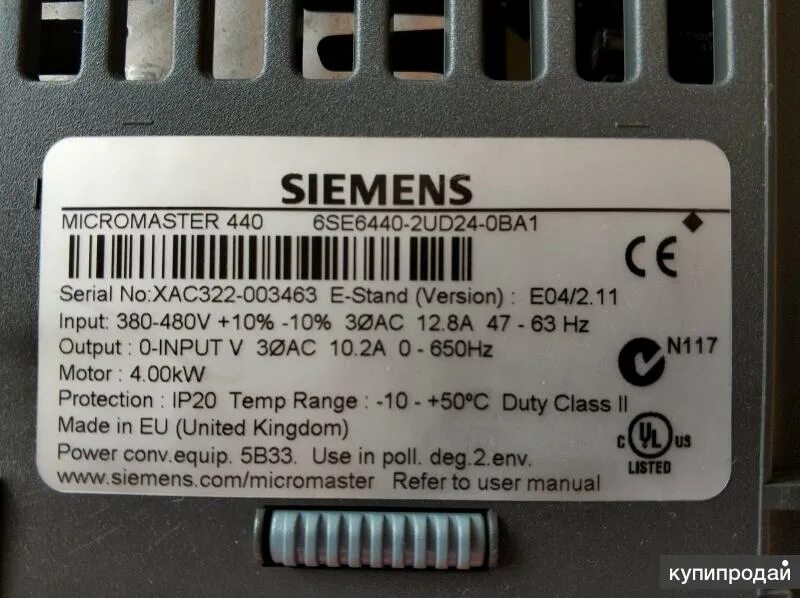 SIEMENS
MICROMASTER 440 6SE6440-2UD24-0BA1
Serial No:XAC322-003463 E-Stand (Version) : E04/2.11
Input: 380-480V +10% -10% 3ØAC 12.8A 47 - 63 Hz
Output : 0-INPUT V 3ØAC 10.2A 0 - 650Hz
N117
Motor : 4.00kW
Protection : IP20 Temp Range : -10 - +50ºC Duty Class II
Made in EU (United Kingdom)
C UL US
LISTED
Power conv.equip. 5B33. Use in poll. deg.2.env.
www.siemens.com/micromaster Refer to user manual
CE
купипродай